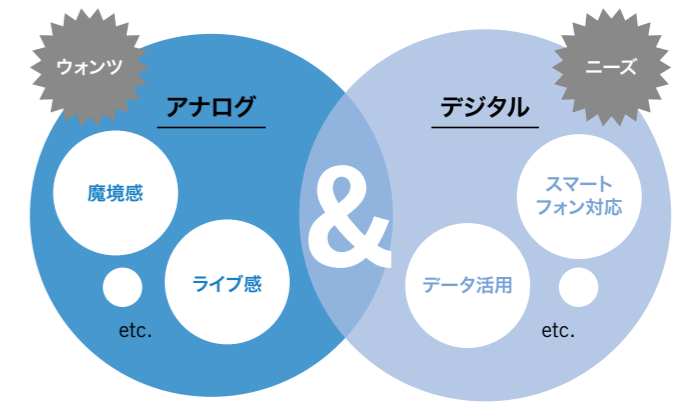 ウォンツ
アナログ
魔境感
ライブ感
etc.
&
ニーズ
デジタル
スマート
フォン対応
データ活用
etc.